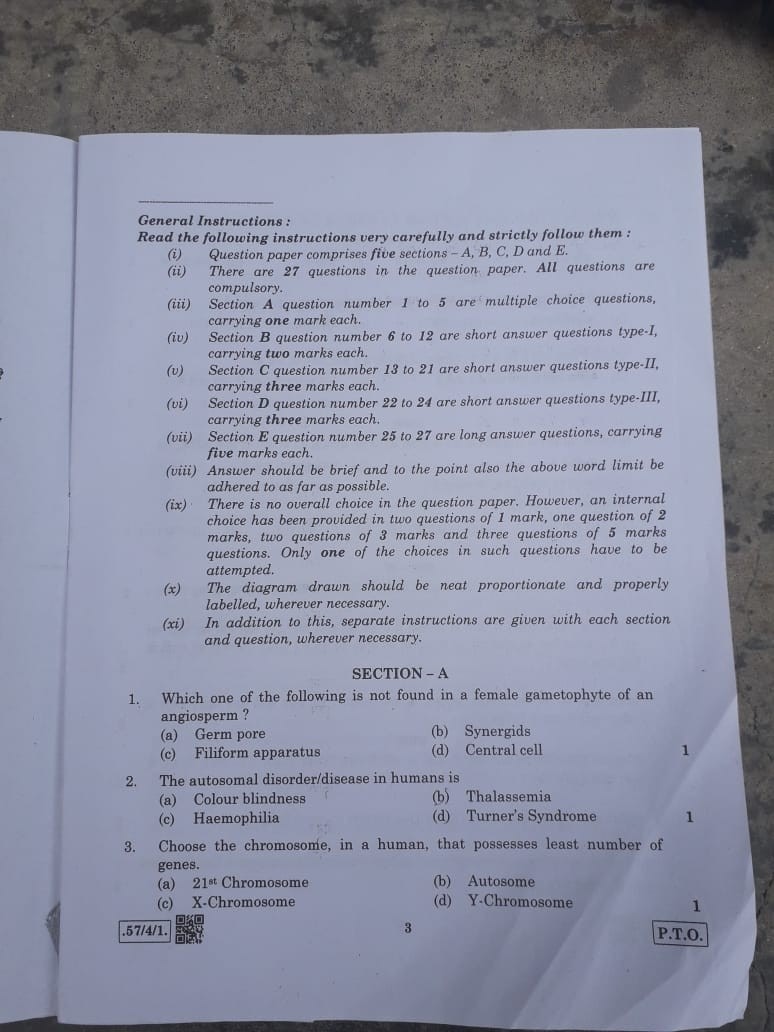 General Instructions :
Read the following instructions very carefully and strictly follow them :
(i) Question paper comprises five sections – A, B, C, D and E.
(ii) There are 27 questions in the question paper. All questions are
compulsory.
(iii) Section A question number 1 to 5 are multiple choice questions,
carrying one mark each.
(iv) Section B question number 6 to 12 are short answer questions type-I,
carrying two marks each.
(v) Section C question number 13 to 21 are short answer questions type-II,
carrying three marks each.
(vi) Section D question number 22 to 24 are short answer questions type-III,
carrying three marks each.
(vii) Section E question number 25 to 27 are long answer questions, carrying
five marks each.
(viii) Answer should be brief and to the point also the above word limit be
adhered to as far as possible.
(ix) There is no overall choice in the question paper. However, an internal
choice has been provided in two questions of 1 mark, one question of 2
marks, two questions of 3 marks and three questions of 5 marks
questions. Only one of the choices in such questions have to be
attempted.
(x) The diagram drawn should be neat proportionate and properly
labelled, wherever necessary.
(xi) In addition to this, separate instructions are given with each section
and question, wherever necessary.
SECTION – A
1. Which one of the following is not found in a female gametophyte of an
angiosperm ?
(a) Germ pore (b) Synergids
(c) Filiform apparatus (d) Central cell 1
2. The autosomal disorder/disease in humans is
(a) Colour blindness (b) Thalassemia
(c) Haemophilia (d) Turner's Syndrome 1
3. Choose the chromosome, in a human, that possesses least number of
genes.
(a) 21st Chromosome (b) Autosome
(c) X-Chromosome (d) Y-Chromosome 1
.57/4/1. 3 P.T.O.